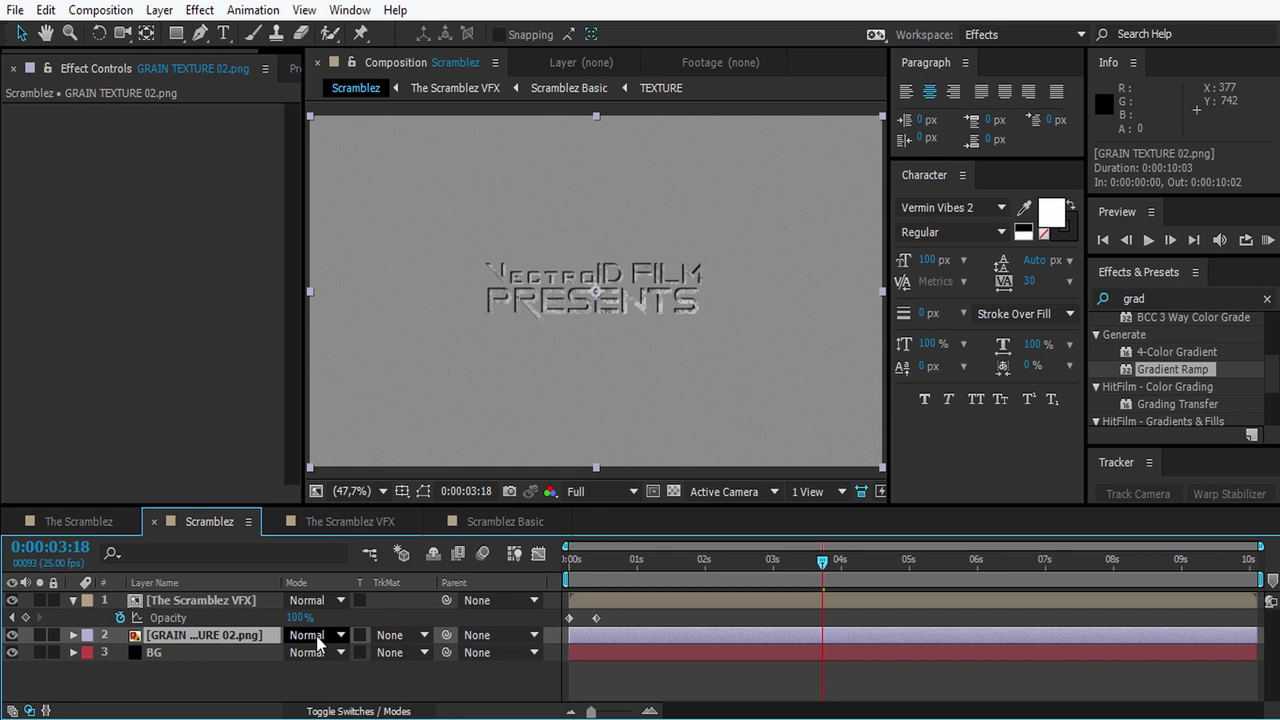 File Edit Composition Layer Effect Animation View Window Help
Snapping
Workspace: Effects
Search Help
Effect Controls GRAIN TEXTURE 02.png
Scramblez • GRAIN TEXTURE 02.png
Composition Scramblez
Layer (none)
Footage (none)
Scramblez The Scramblez VFX Scramblez Basic TEXTURE
VectroID FILM
PRESENTS
(47,7%) 0:00:03:18 Full Active Camera 1 View
Paragraph
0 px 0 px 0 px
0 px 0 px
Character
Vermin Vibes 2
Regular
100 px Auto px
Metrics 30
0 px Stroke Over Fill
100 % 100 %
0 px 0 %
T T TT Tт T¹ T₁
Info
R: X: 377
G: Y: 742
B:
A: 0
[GRAIN TEXTURE 02.png]
Duration: 0:00:10:03
In: 0:00:00:00, Out: 0:00:10:02
Preview
Effects & Presets
grad
BCC 3 Way Color Grade
Generate
4-Color Gradient
Gradient Ramp
HitFilm - Color Grading
Grading Transfer
HitFilm - Gradients & Fills
Tracker
Track Camera Warp Stabilizer
The Scramblez Scramblez The Scramblez VFX Scramblez Basic
0:00:03:18
00093 (25.00 fps)
:00s 01s 02s 03s 04s 05s 06s 07s 08s 09s 10s
# Layer Name Mode T TrkMat Parent
1 [The Scramblez VFX] Normal None
Opacity 100%
2 [GRAIN ...URE 02.png] Normal None None
3 BG Normal None None
Toggle Switches / Modes